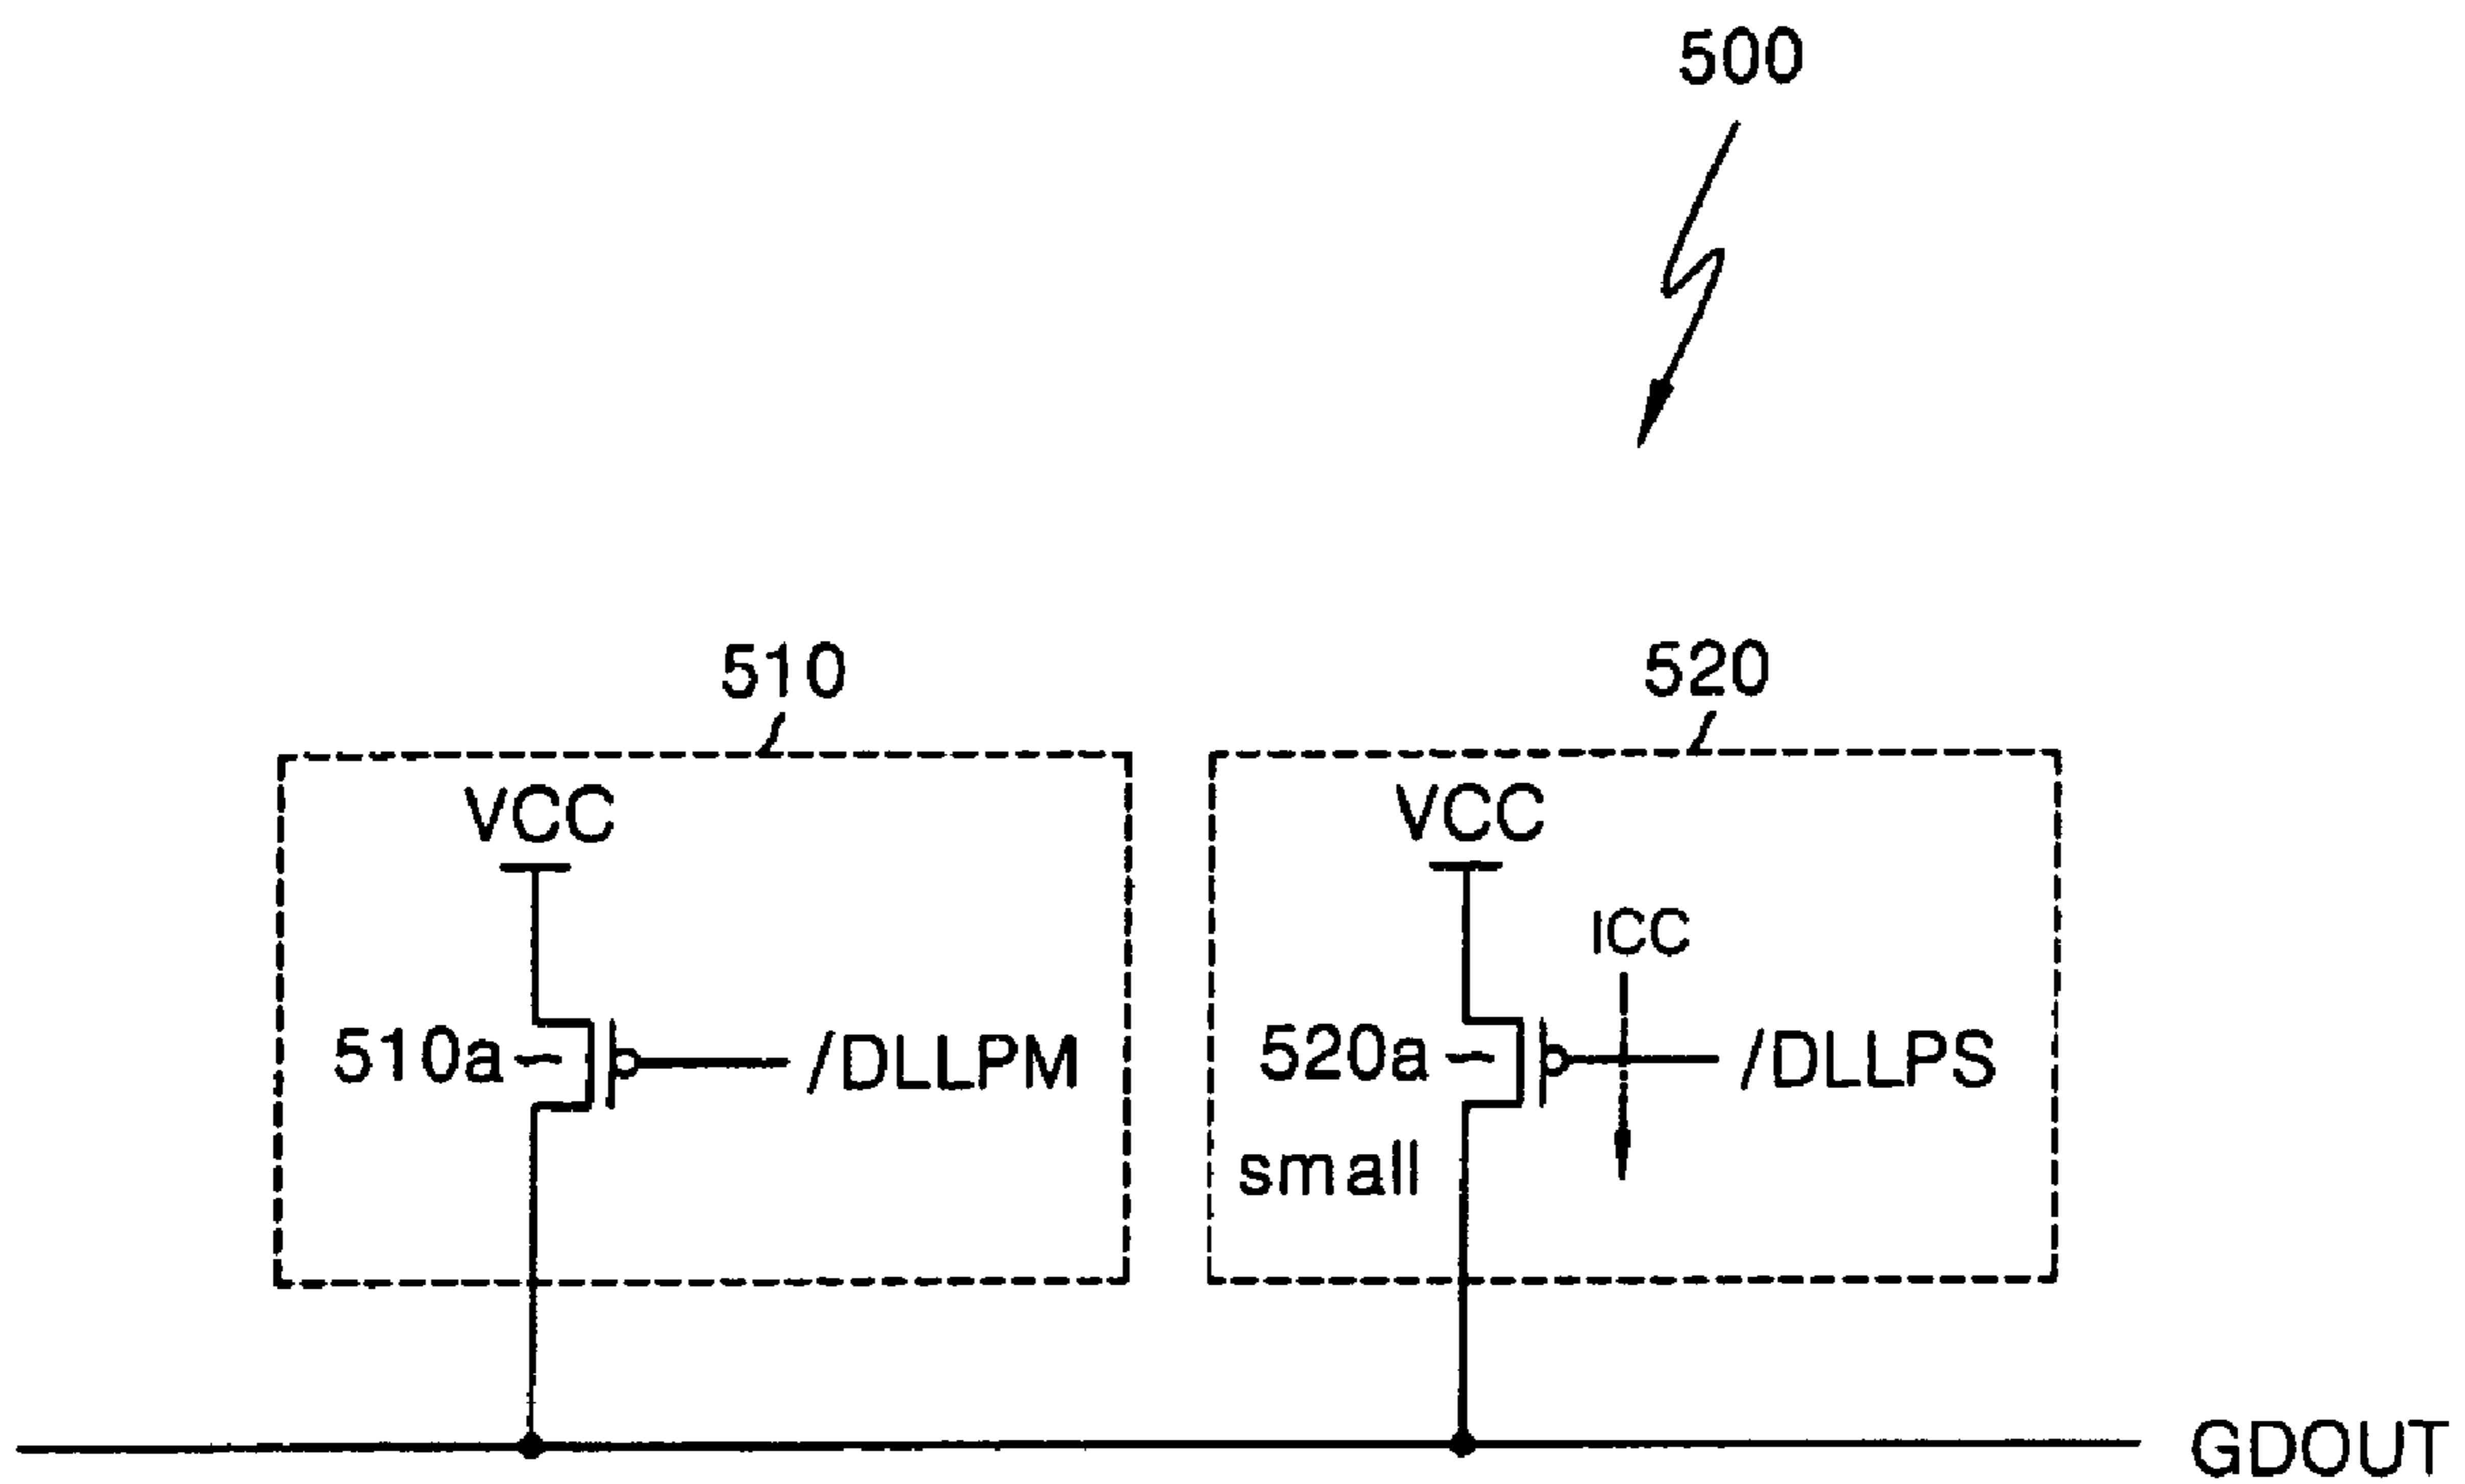 500
510
520
VCC
VCC
ICC
510a
/DLLPM
520a
/DLLPS
small
GDOUT